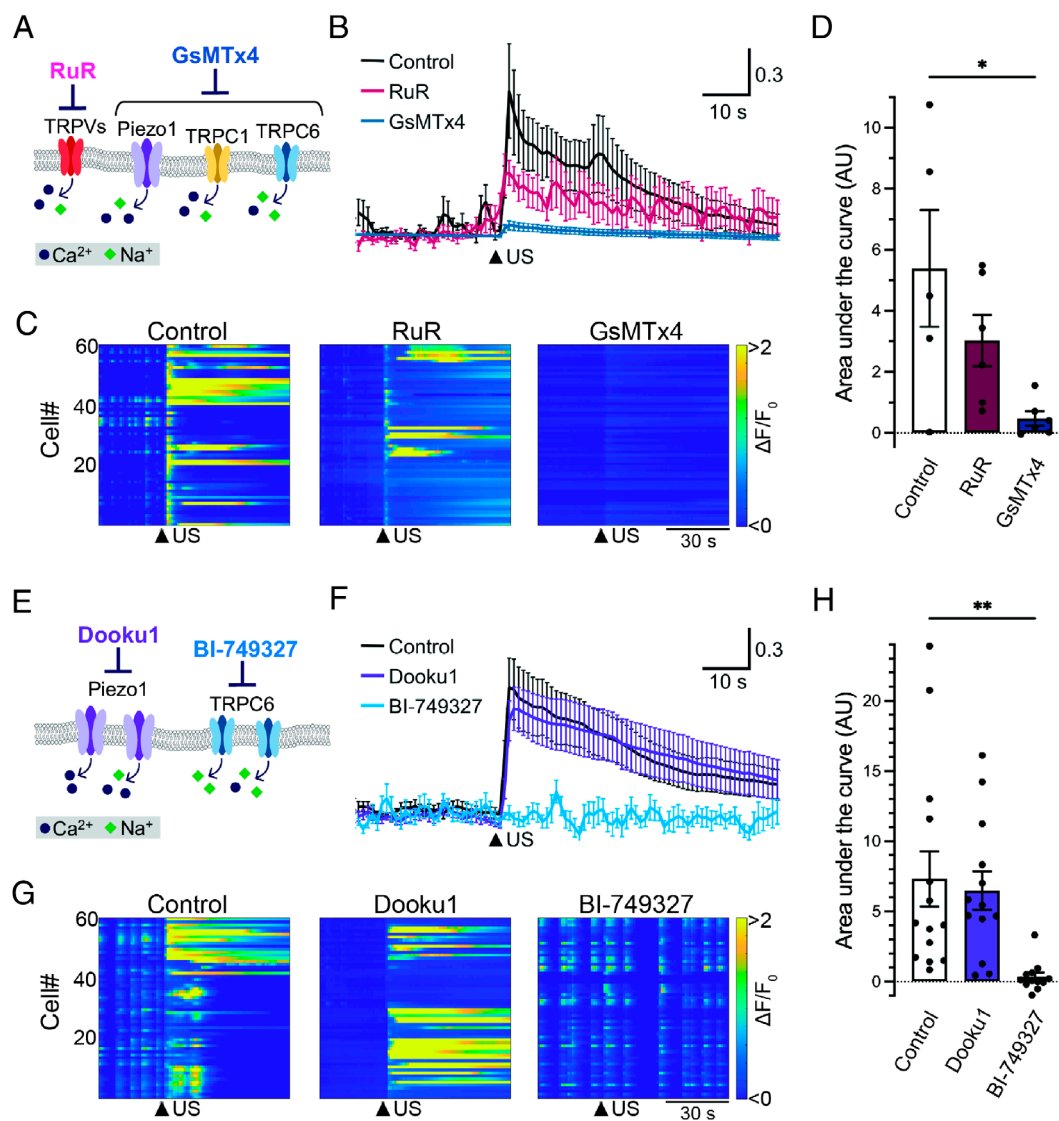 A
GsMTx4
RuR
TRPVs
Piezo1
TRPC1
TRPC6
Ca²⁺
Na⁺
B
Control
RuR
GsMTx4
0.3
10 s
US
D
*
Area under the curve (AU)
10
8
6
4
2
0
Control
RuR
GsMTx4
C
Control
RuR
GsMTx4
Cell#
60
40
20
US
US
US
30 s
>2
ΔF/F₀
<0
E
Dooku1
BI-749327
Piezo1
TRPC6
Ca²⁺
Na⁺
F
Control
Dooku1
BI-749327
0.3
10 s
US
H
**
Area under the curve (AU)
20
15
10
5
0
Control
Dooku1
BI-749327
G
Control
Dooku1
BI-749327
Cell#
60
40
20
US
US
US
30 s
>2
ΔF/F₀
<0